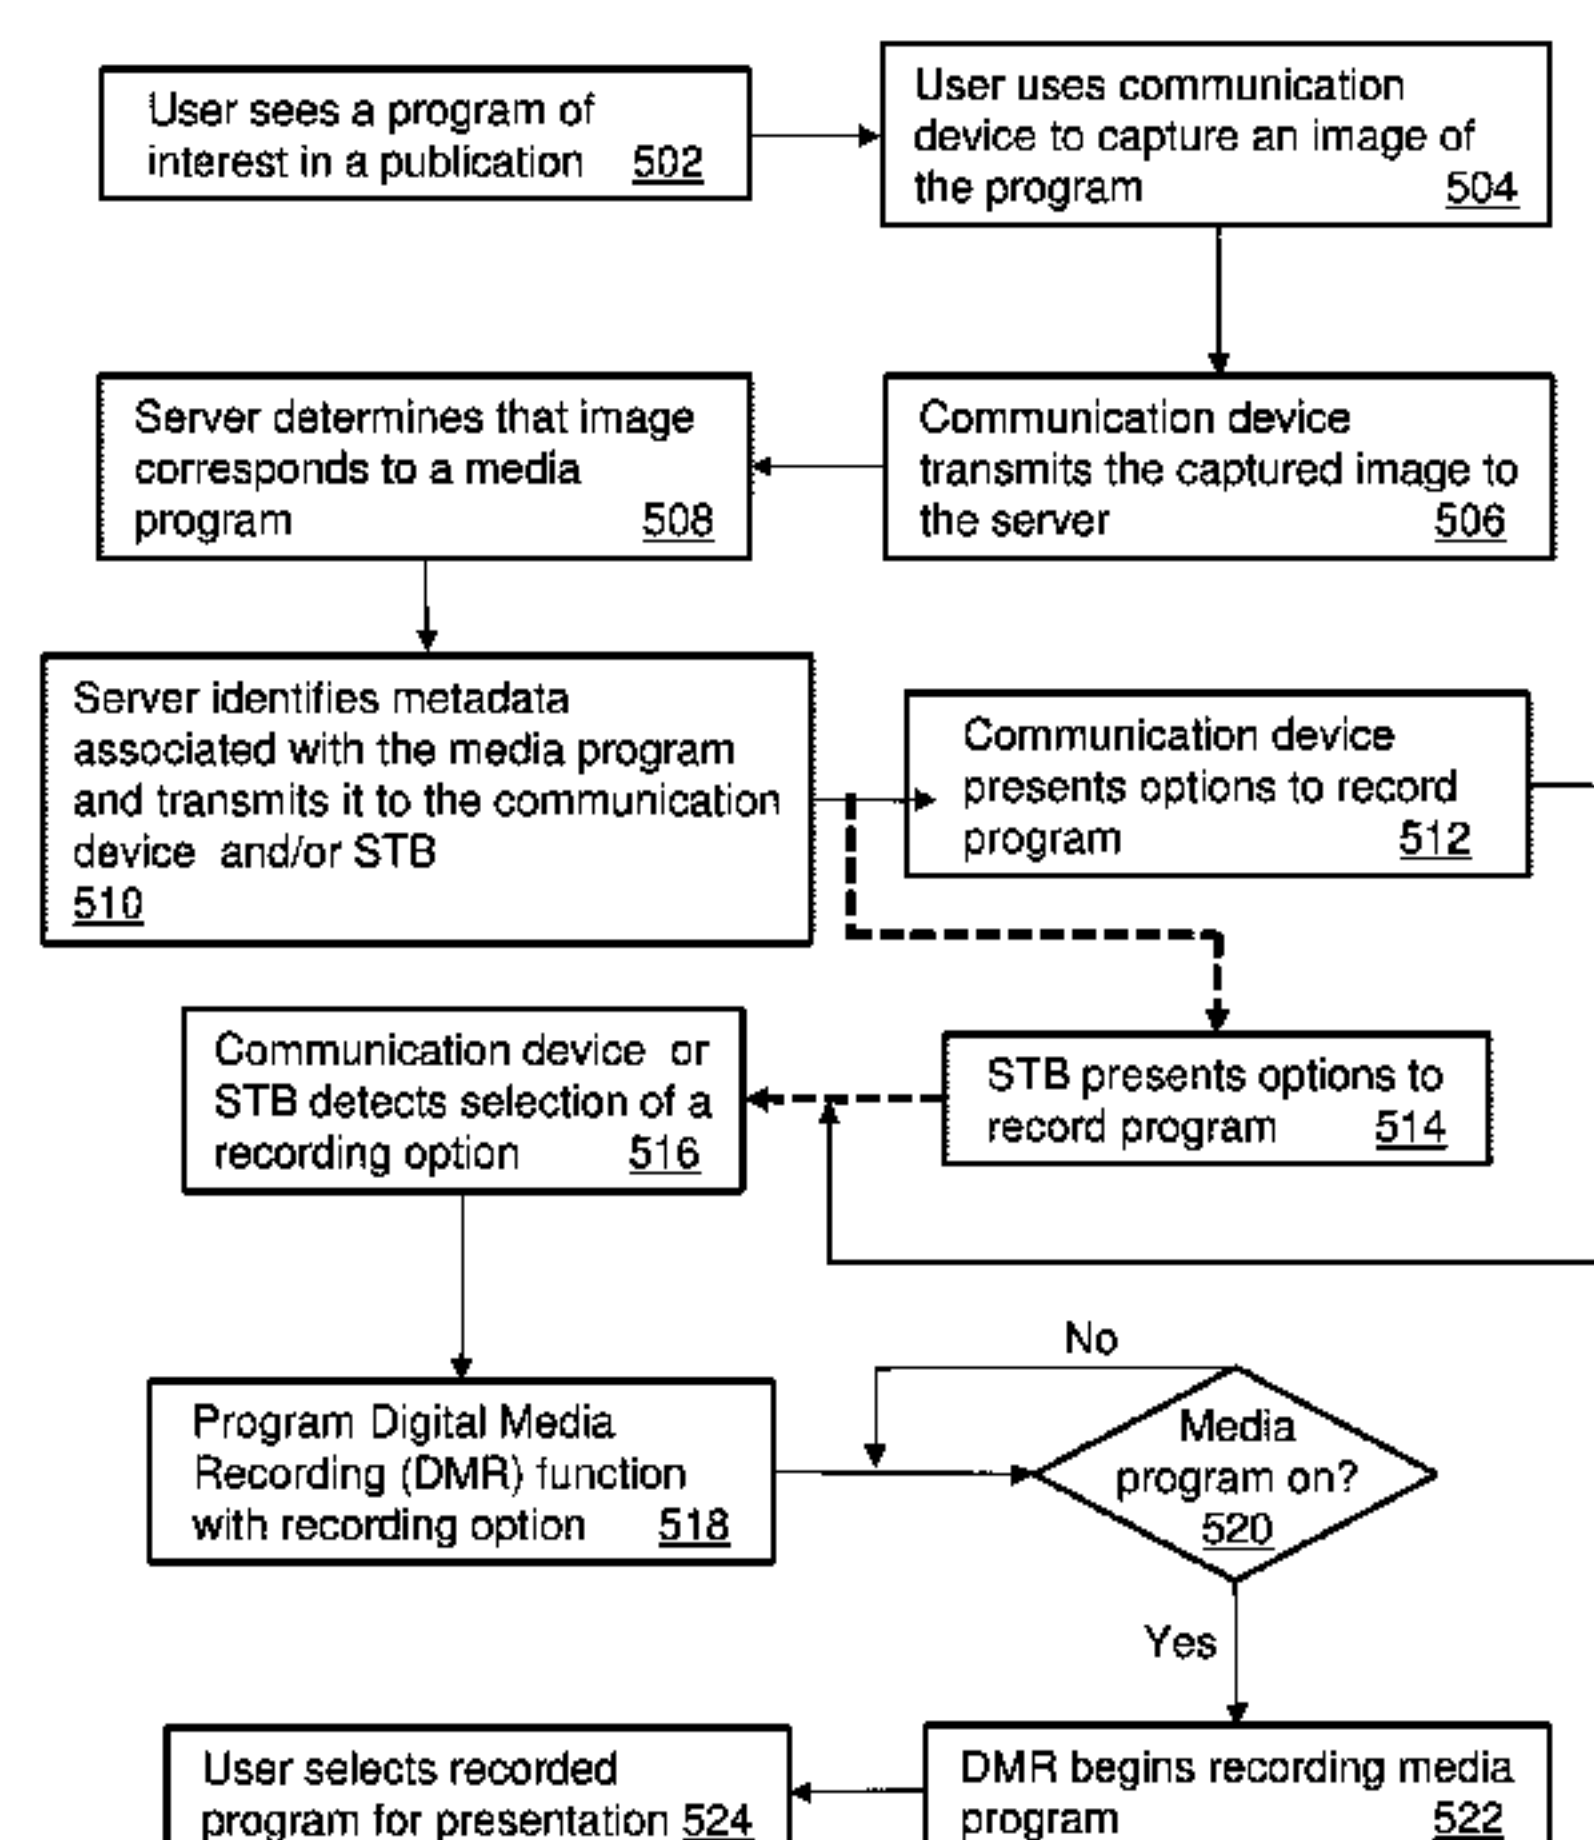 User sees a program of
interest in a publication 502
User uses communication
device to capture an image of
the program 504
Server determines that image
corresponds to a media
program 508
Communication device
transmits the captured image to
the server 506
Server identifies metadata
associated with the media program
and transmits it to the communication
device and/or STB
510
Communication device
presents options to record
program 512
Communication device or
STB detects selection of a
recording option 516
STB presents options to
record program 514
No
Program Digital Media
Recording (DMR) function
with recording option 518
Media
program on?
520
Yes
User selects recorded
program for presentation 524
DMR begins recording media
program 522